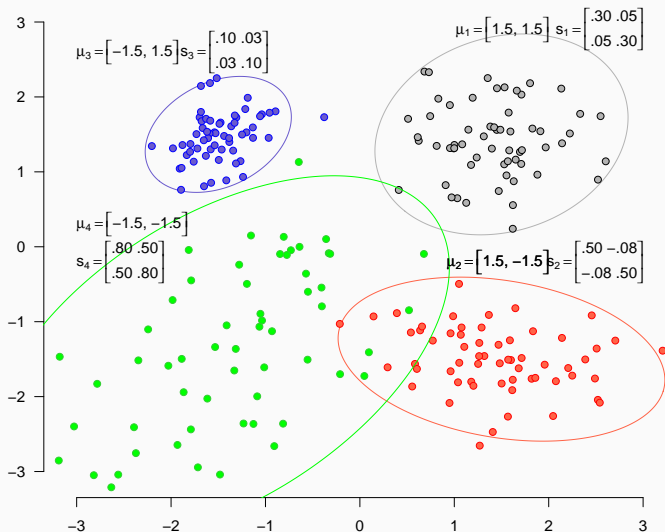 μ₁=[1.5, 1.5] s₁=[.30 .05
.05 .30]
μ₃=[-1.5, 1.5] s₃=[.10 .03
.03 .10]
μ₄=[-1.5, -1.5]
s₄=[.80 .50
.50 .80]
μ₂=[1.5, -1.5] s₂=[.50 -.08
-.08 .50]
3
2
1
0
−1
−2
−3
−3 −2 −1 0 1 2 3